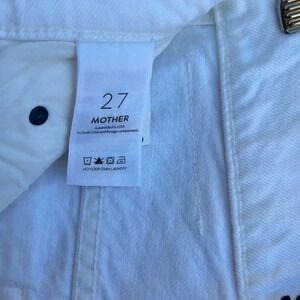 27
MOTHER
Assembled in USA
DO YOUR OWN LAUNDRY